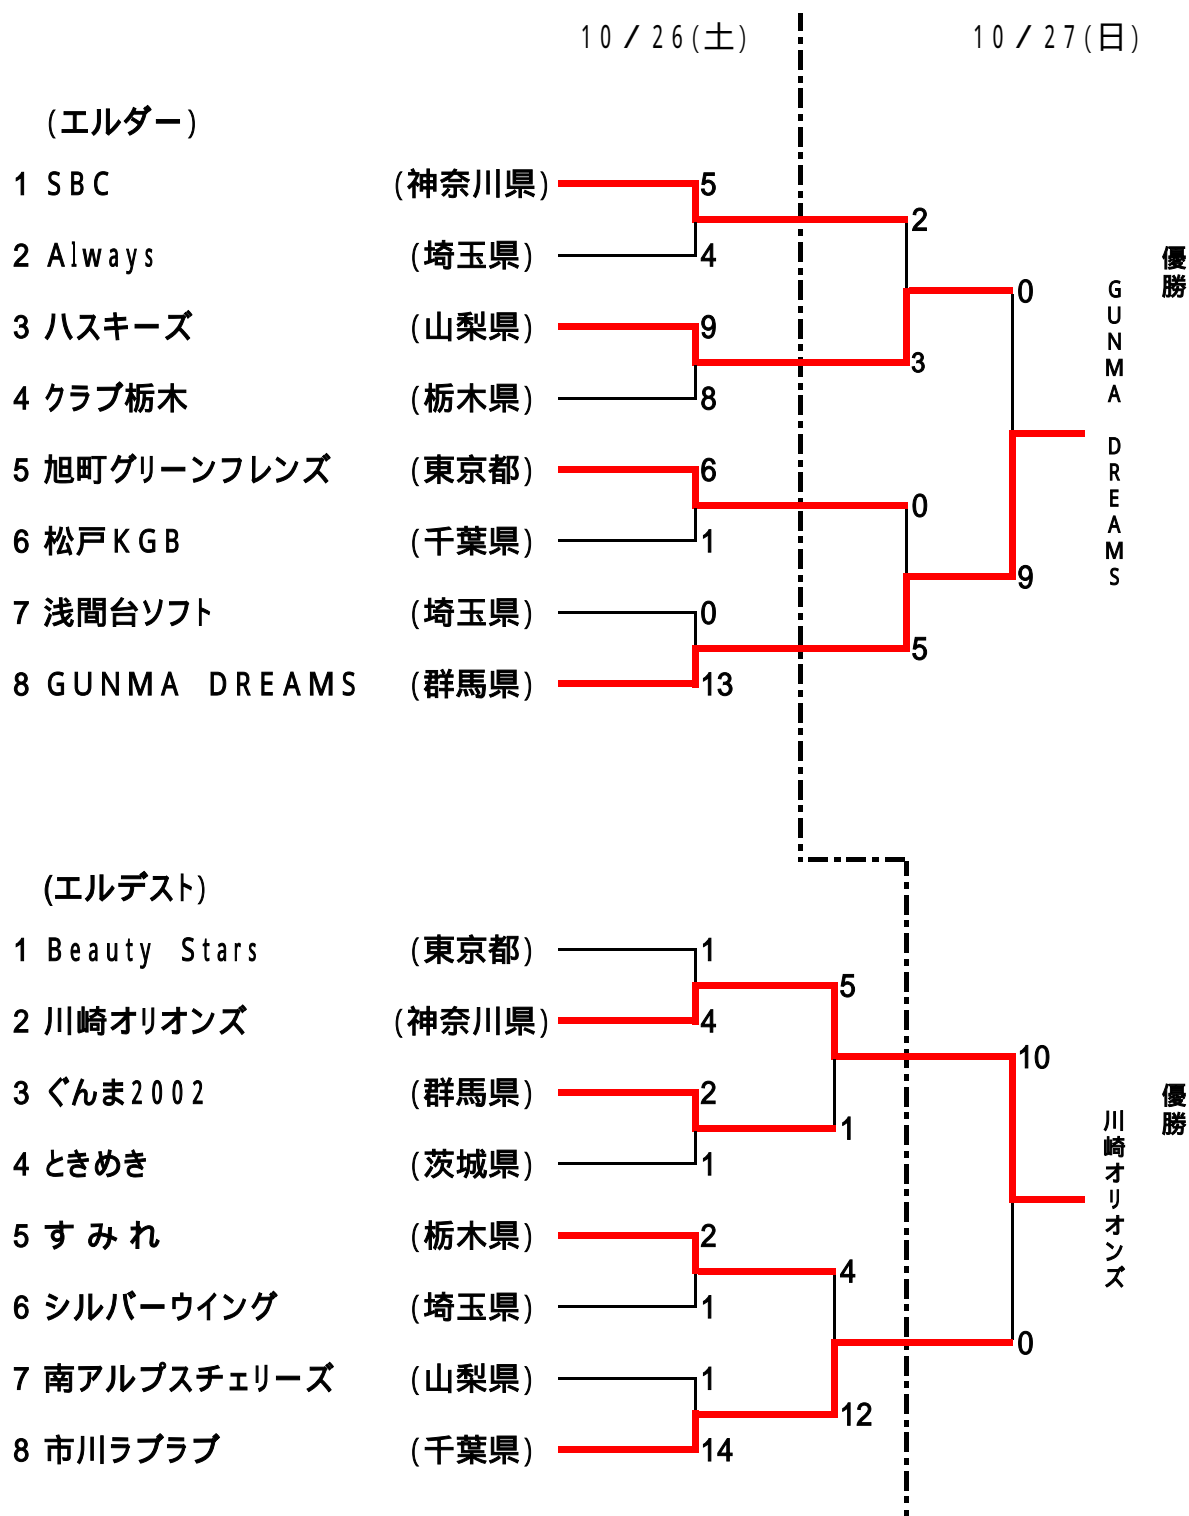 10/26(土) 10/27(日)
(エルダー)
1 SBC (神奈川県) 5
2
2 Always (埼玉県) 4
優勝
0
3 ハスキーズ (山梨県) 9
3
4 クラブ栃木 (栃木県) 8
GUNMA DREAMS
5 旭町グリーンフレンズ (東京都) 6
0
6 松戸KGB (千葉県) 1
9
7 浅間台ソフト (埼玉県) 0
5
8 GUNMA DREAMS (群馬県) 13
(エルデスト)
1 Beauty Stars (東京都) 1
5
2 川崎オリオンズ (神奈川県) 4
10
3 ぐんま2002 (群馬県) 2
優勝
1
4 ときめき (茨城県) 1
川崎オリオンズ
5 すみれ (栃木県) 2
4
6 シルバーウイング (埼玉県) 1
0
7 南アルプスチェリーズ (山梨県) 1
12
8 市川ラブラブ (千葉県) 14